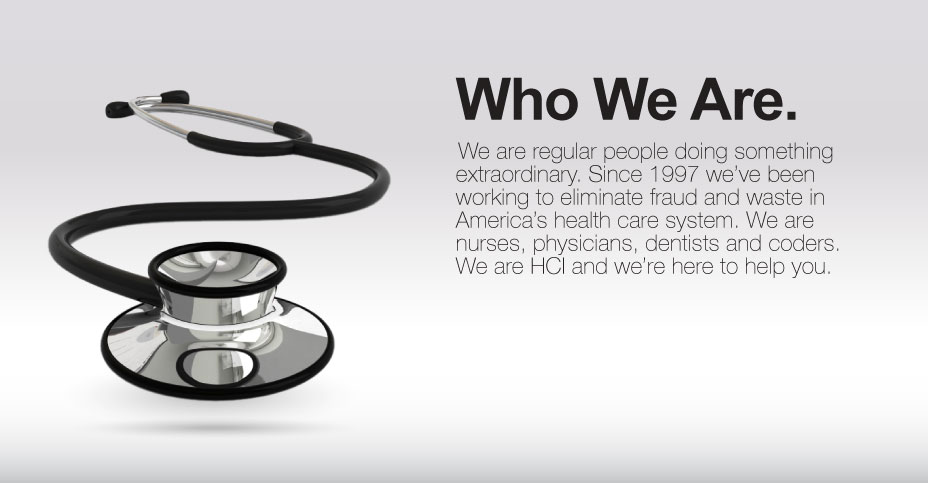 Who We Are.
We are regular people doing something
extraordinary. Since 1997 we've been
working to eliminate fraud and waste in
America's health care system. We are
nurses, physicians, dentists and coders.
We are HCI and we're here to help you.